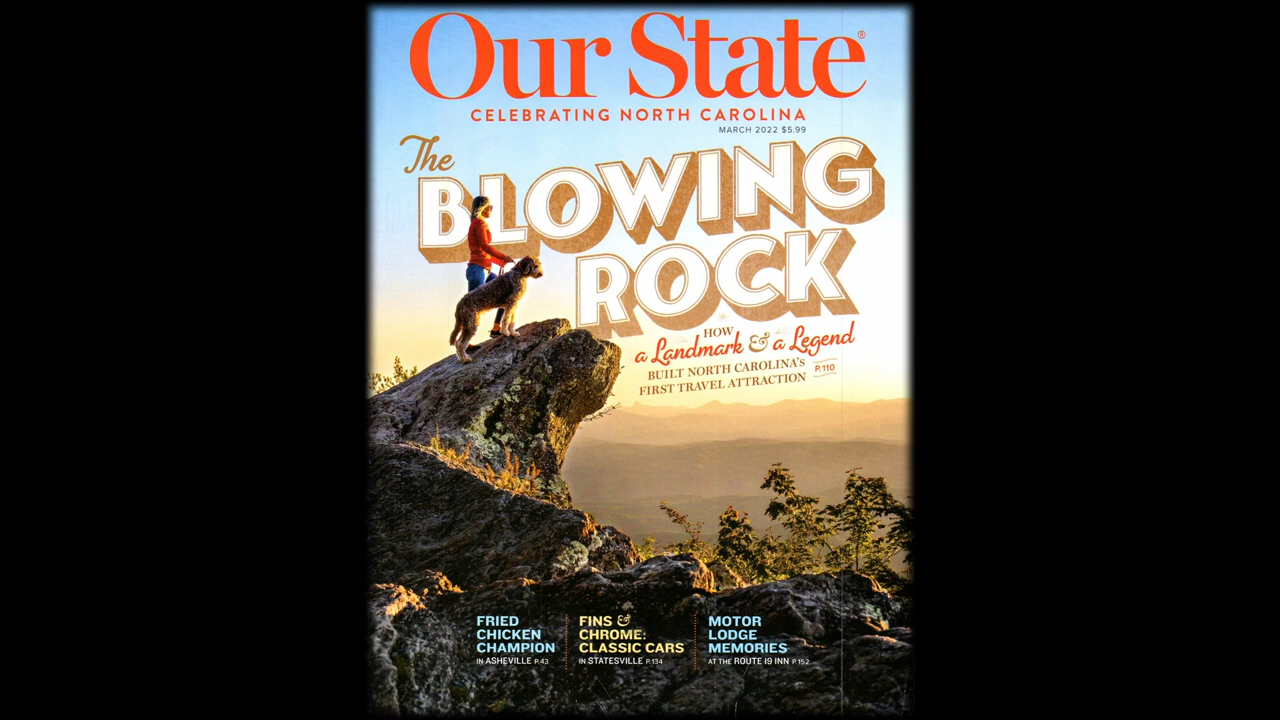 Our State®
CELEBRATING NORTH CAROLINA
MARCH 2022 $5.99
The
BLOWING
ROCK
HOW
a Landmark & a Legend
BUILT NORTH CAROLINA'S
FIRST TRAVEL ATTRACTION
P. 110
FRIED
CHICKEN
CHAMPION
IN ASHEVILLE P.43
FINS &
CHROME:
CLASSIC CARS
IN STATESVILLE P.134
MOTOR
LODGE
MEMORIES
AT THE ROUTE 19 INN P.152